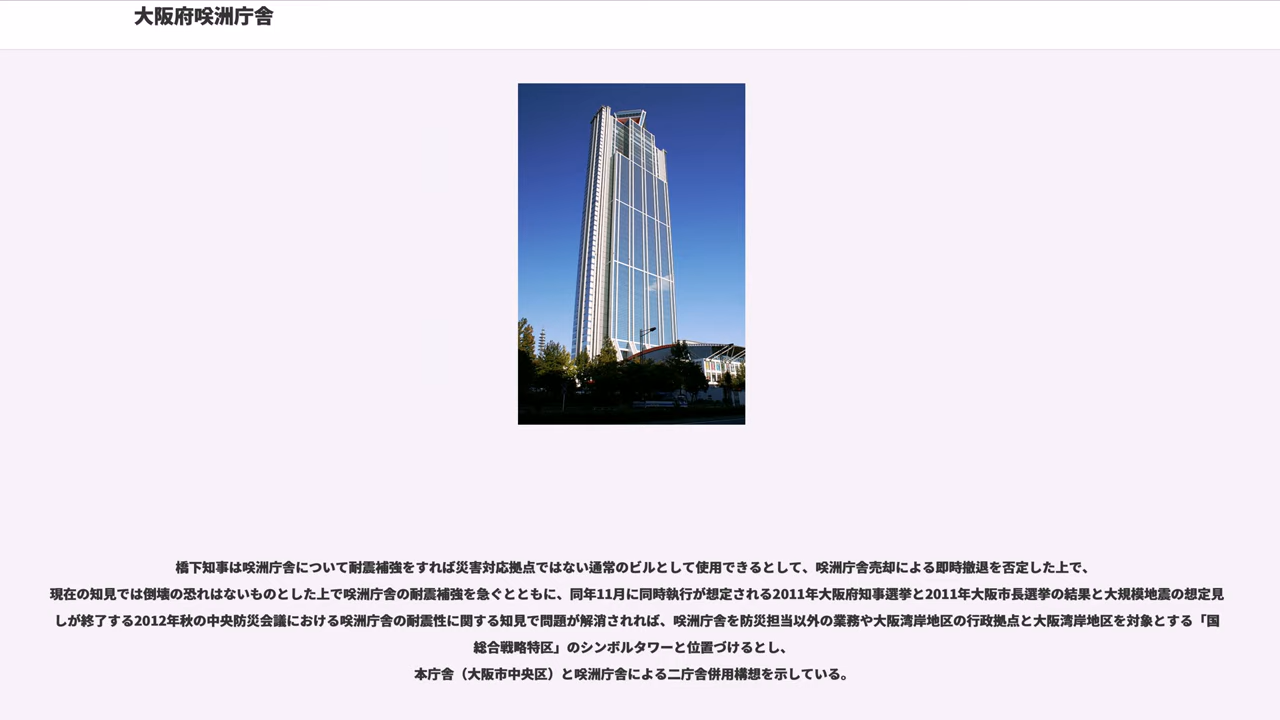 大阪府咲洲庁舎
橋下知事は咲洲庁舎について耐震補強をすれば災害対応拠点ではない通常のビルとして使用できるとして、咲洲庁舎売却による即時撤退を否定した上で、
現在の知見では倒壊の恐れはないものとした上で咲洲庁舎の耐震補強を急ぐとともに、同年11月に同時執行が想定される2011年大阪府知事選挙と2011年大阪市長選挙の結果と大規模地震の想定見
しが終了する2012年秋の中央防災会議における咲洲庁舎の耐震性に関する知見で問題が解消されれば、咲洲庁舎を防災担当以外の業務や大阪湾岸地区の行政拠点と大阪湾岸地区を対象とする「国
総合戦略特区」のシンボルタワーと位置づけるとし、
本庁舎（大阪市中央区）と咲洲庁舎による二庁舎併用構想を示している。